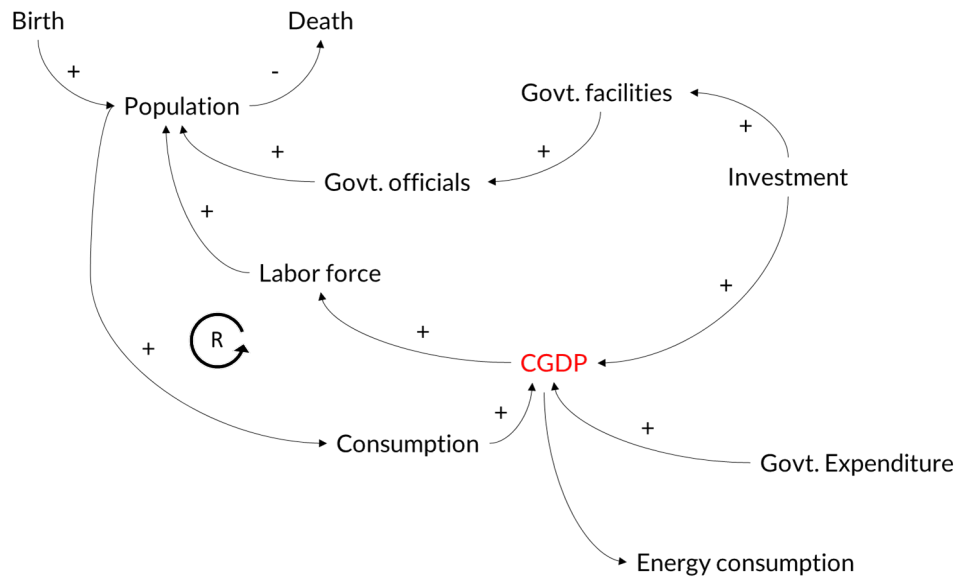 Birth
Death
+
-
Population
Govt. facilities
+
+
+
Govt. officials
Investment
+
Labor force
+
+
R
+
CGDP
+
Consumption
+
Govt. Expenditure
Energy consumption